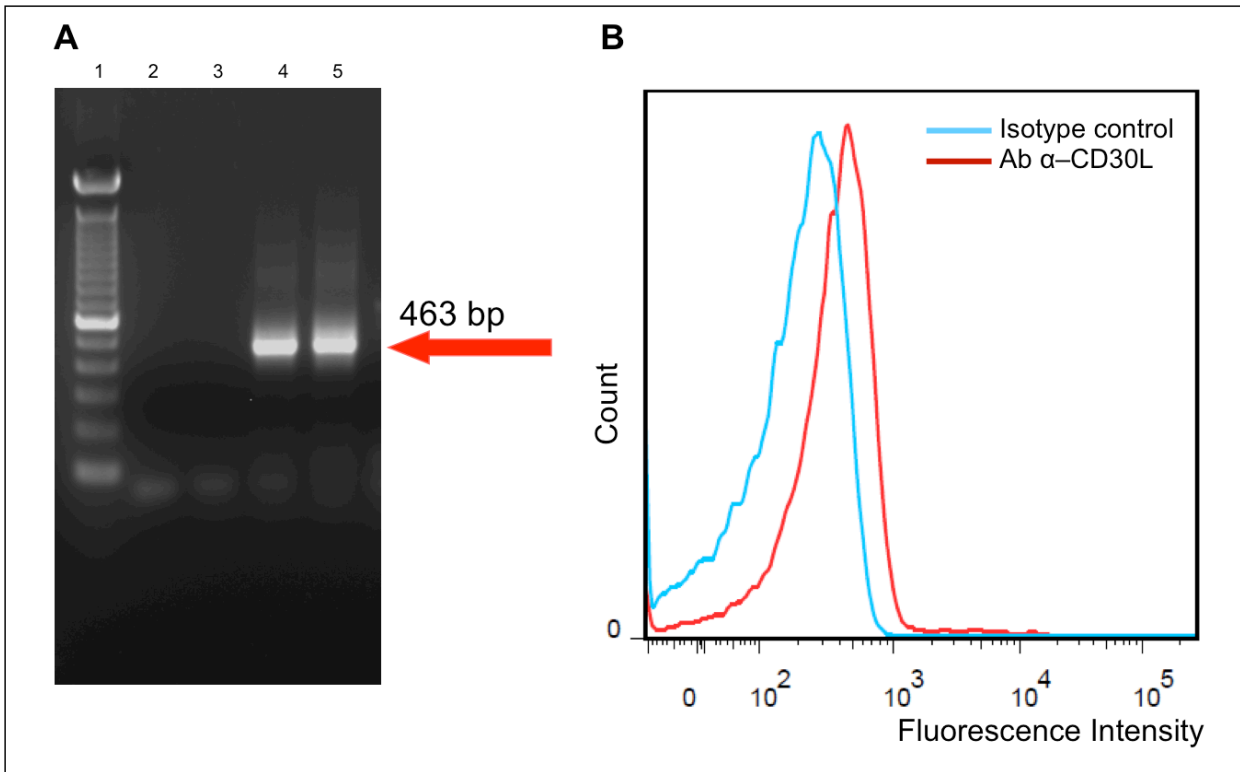 A
1 2 3 4 5
463 bp
B
Isotype control
Ab α–CD30L
Count
0
0 10^2 10^3 10^4 10^5
Fluorescence Intensity